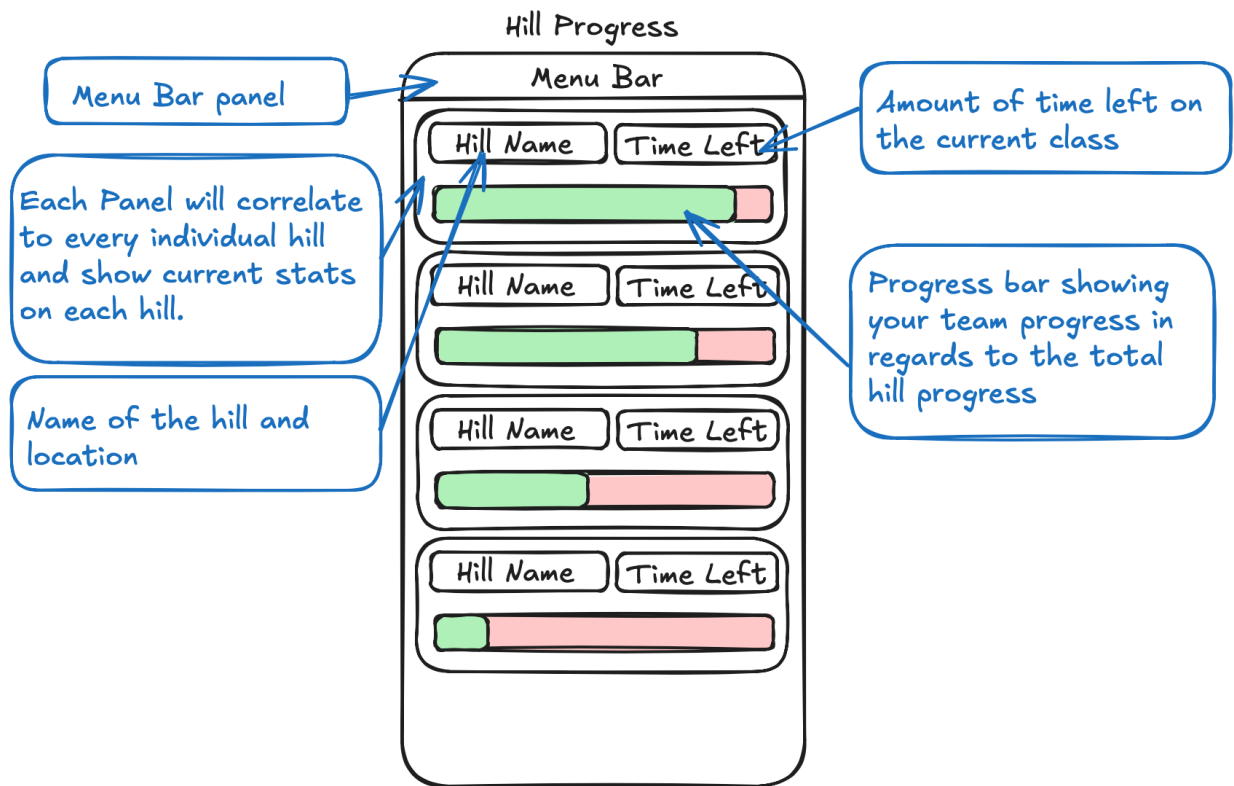 Hill Progress
Menu Bar
Menu Bar panel
Amount of time left on
the current class
Hill Name
Time Left
Each Panel will correlate
to every individual hill
and show current stats
on each hill.
Hill Name
Time Left
Progress bar showing
your team progress in
regards to the total
hill progress
Name of the hill and
location
Hill Name
Time Left
Hill Name
Time Left